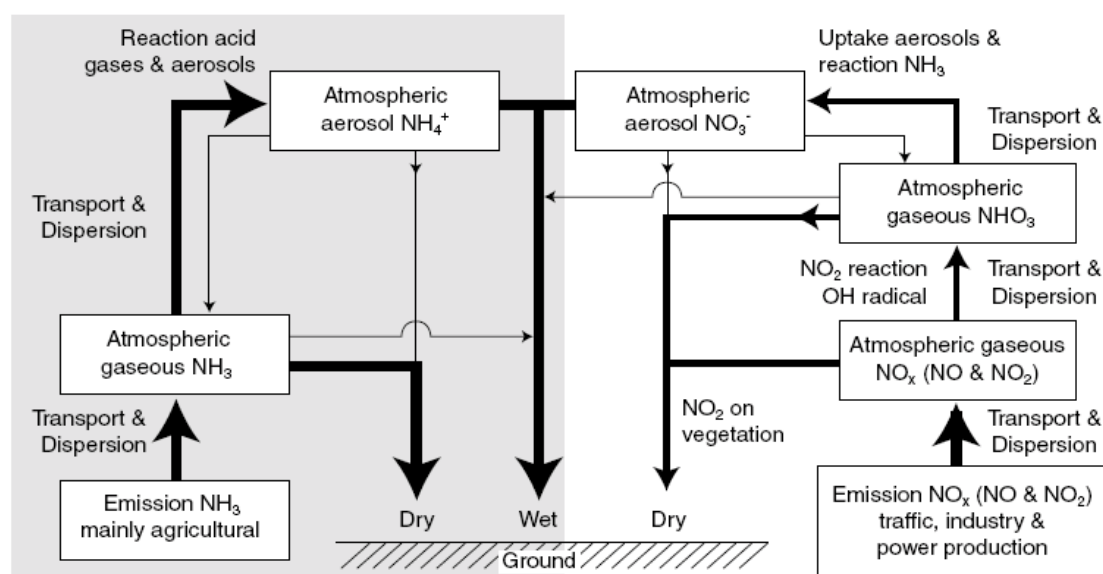 Reaction acid
gases & aerosols
Atmospheric
aerosol NH₄⁺
Atmospheric
aerosol NO₃⁻
Uptake aerosols &
reaction NH₃
Transport &
Dispersion
Atmospheric
gaseous NHO₃
Transport &
Dispersion
NO₂ reaction
OH radical
Transport &
Dispersion
Atmospheric
gaseous NH₃
Atmospheric gaseous
NOₓ (NO & NO₂)
Transport &
Dispersion
NO₂ on
vegetation
Transport &
Dispersion
Emission NH₃
mainly agricultural
Dry
Wet
Dry
Emission NOₓ (NO & NO₂)
traffic, industry &
power production
Ground